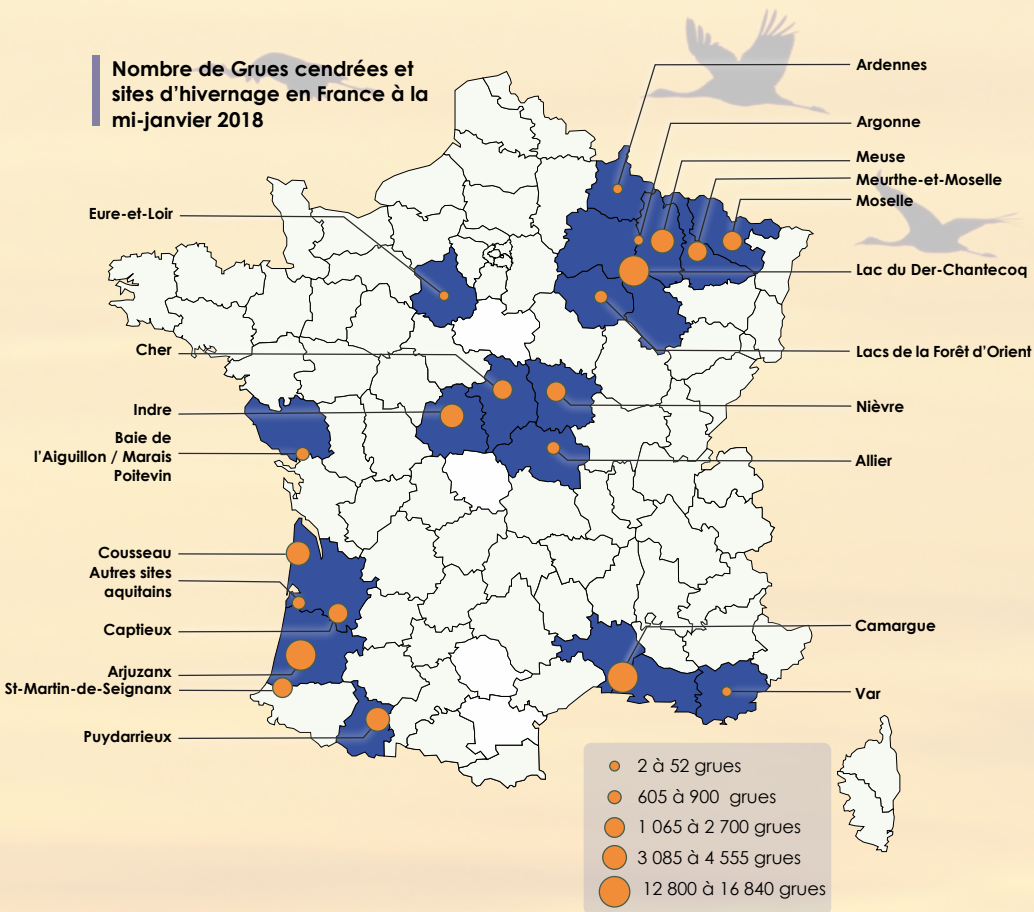 Nombre de Grues cendrées et
sites d'hivernage en France à la
mi-janvier 2018
Ardennes
Argonne
Meuse
Meurthe-et-Moselle
Moselle
Eure-et-Loir
Lac du Der-Chantecoq
Cher
Lacs de la Forêt d'Orient
Indre
Nièvre
Baie de
l'Aiguillon / Marais
Poitevin
Allier
Cousseau
Autres sites
aquitains
Captieux
Camargue
Arjuzanx
St-Martin-de-Seignanx
Var
Puydarrieux
2 à 52 grues
605 à 900 grues
1 065 à 2 700 grues
3 085 à 4 555 grues
12 800 à 16 840 grues